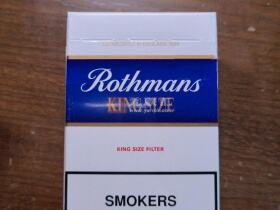 Rothmans
KING SIZE
KING SIZE FILTER
SMOKERS